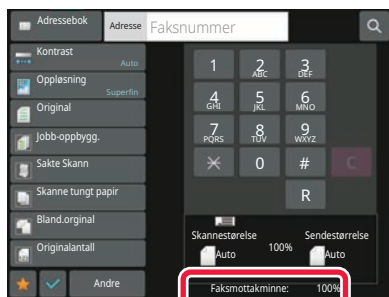 Adressebok
Adresse
Faksnummer
Kontrast
Auto
Oppløsning
Superfin
Original
Jobb-oppbygg.
Sakte Skann
Skanne tungt papir
Bland.orginal
Originalantall
Andre
1
2 ABC
3 DEF
4 GHI
5 JKL
6 MNO
7 PQRS
8 TUV
9 WXYZ
0
#
C
R
Skannestørelse
Sendestørrelse
100%
Auto
Auto
Faksmottakminne: 100%